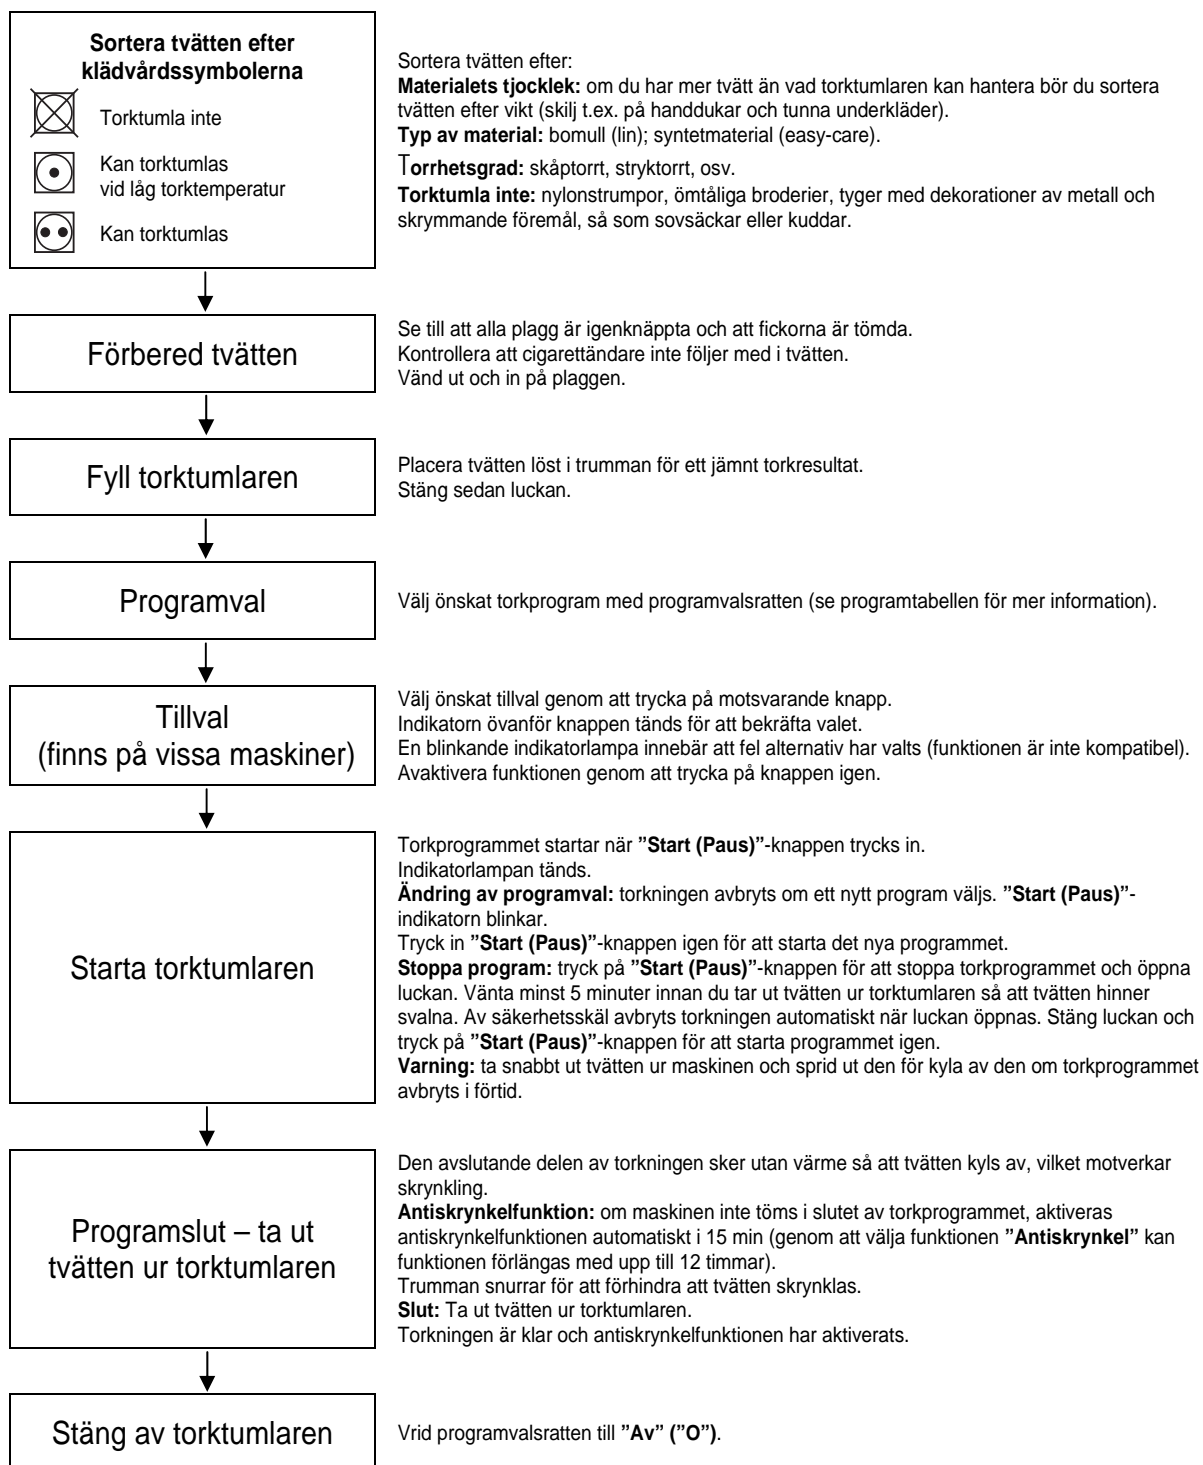 Sortera tvätten efter
klädvårdssymbolerna
Torktumla inte
Kan torktumlas
vid låg torktemperatur
Kan torktumlas
Sortera tvätten efter:
Materialets tjocklek: om du har mer tvätt än vad torktumlaren kan hantera bör du sortera
tvätten efter vikt (skilj t.ex. på handdukar och tunna underkläder).
Typ av material: bomull (lin); syntetmaterial (easy-care).
Torrhetsgrad: skåptorrt, stryktorrt, osv.
Torktumla inte: nylonstrumpor, ömtåliga broderier, tyger med dekorationer av metall och
skrymmande föremål, så som sovsäckar eller kuddar.
Förbered tvätten
Se till att alla plagg är igenknäppta och att fickorna är tömda.
Kontrollera att cigarettändare inte följer med i tvätten.
Vänd ut och in på plaggen.
Fyll torktumlaren
Placera tvätten löst i trumman för ett jämnt torkresultat.
Stäng sedan luckan.
Programval
Välj önskat torkprogram med programvalsratten (se programtabellen för mer information).
Tillval
(finns på vissa maskiner)
Välj önskat tillval genom att trycka på motsvarande knapp.
Indikatorn övanför knappen tänds för att bekräfta valet.
En blinkande indikatorlampa innebär att fel alternativ har valts (funktionen är inte kompatibel).
Avaktivera funktionen genom att trycka på knappen igen.
Starta torktumlaren
Torkprogrammet startar när ”Start (Paus)”-knappen trycks in.
Indikatorlampan tänds.
Ändring av programval: torkningen avbryts om ett nytt program väljs. ”Start (Paus)”-
indikatorn blinkar.
Tryck in ”Start (Paus)”-knappen igen för att starta det nya programmet.
Stoppa program: tryck på ”Start (Paus)”-knappen för att stoppa torkprogrammet och öppna
luckan. Vänta minst 5 minuter innan du tar ut tvätten ur torktumlaren så att tvätten hinner
svalna. Av säkerhetsskäl avbryts torkningen automatiskt när luckan öppnas. Stäng luckan och
tryck på ”Start (Paus)”-knappen för att starta programmet igen.
Varning: ta snabbt ut tvätten ur maskinen och sprid ut den för kyla av den om torkprogrammet
avbryts i förtid.
Programslut – ta ut
tvätten ur torktumlaren
Den avslutande delen av torkningen sker utan värme så att tvätten kyls av, vilket motverkar
skrynkling.
Antiskrynkelfunktion: om maskinen inte töms i slutet av torkprogrammet, aktiveras
antiskrynkelfunktionen automatiskt i 15 min (genom att välja funktionen ”Antiskrynkel” kan
funktionen förlängas med upp till 12 timmar).
Trumman snurrar för att förhindra att tvätten skrynklas.
Slut: Ta ut tvätten ur torktumlaren.
Torkningen är klar och antiskrynkelfunktionen har aktiverats.
Stäng av torktumlaren
Vrid programvalsratten till ”Av” (”O”).